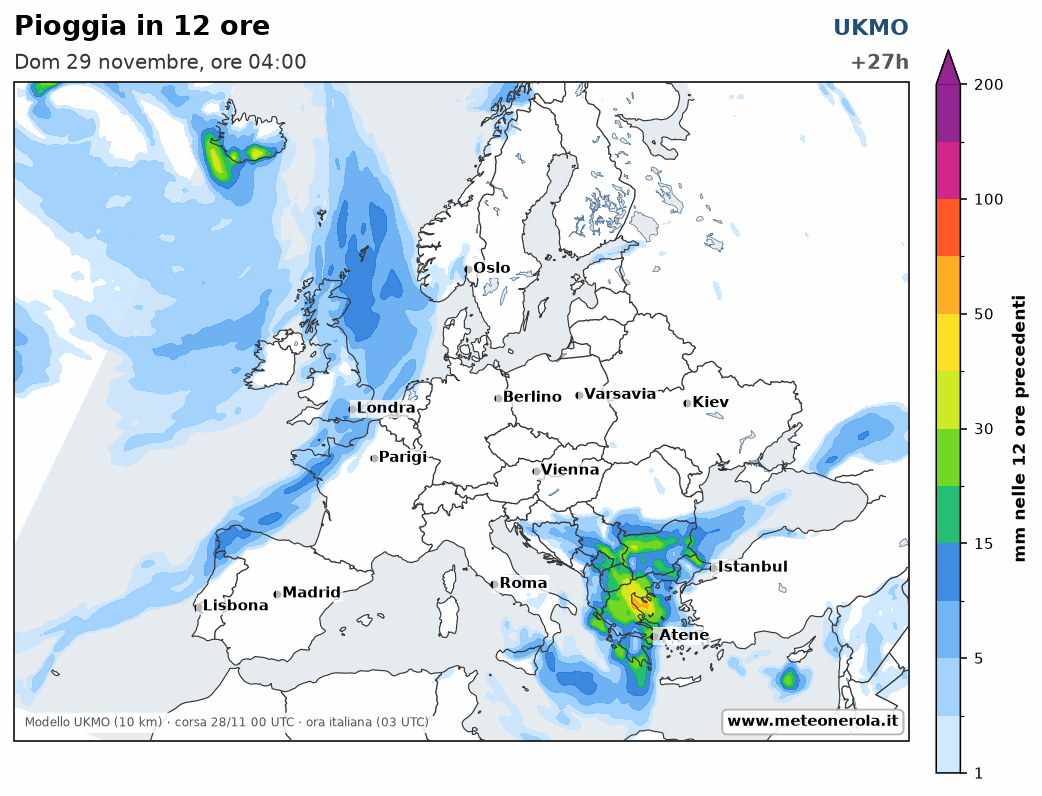 Pioggia in 12 ore
UKMO
Dom 29 novembre, ore 04:00
+27h
200
100
50
30
15
5
1
mm nelle 12 ore precedenti
Oslo
Berlino
Varsavia
Kiev
Londra
Parigi
Vienna
Istanbul
Roma
Madrid
Lisbona
Atene
Modello UKMO (10 km) · corsa 28/11 00 UTC · ora italiana (03 UTC)
www.meteonerola.it